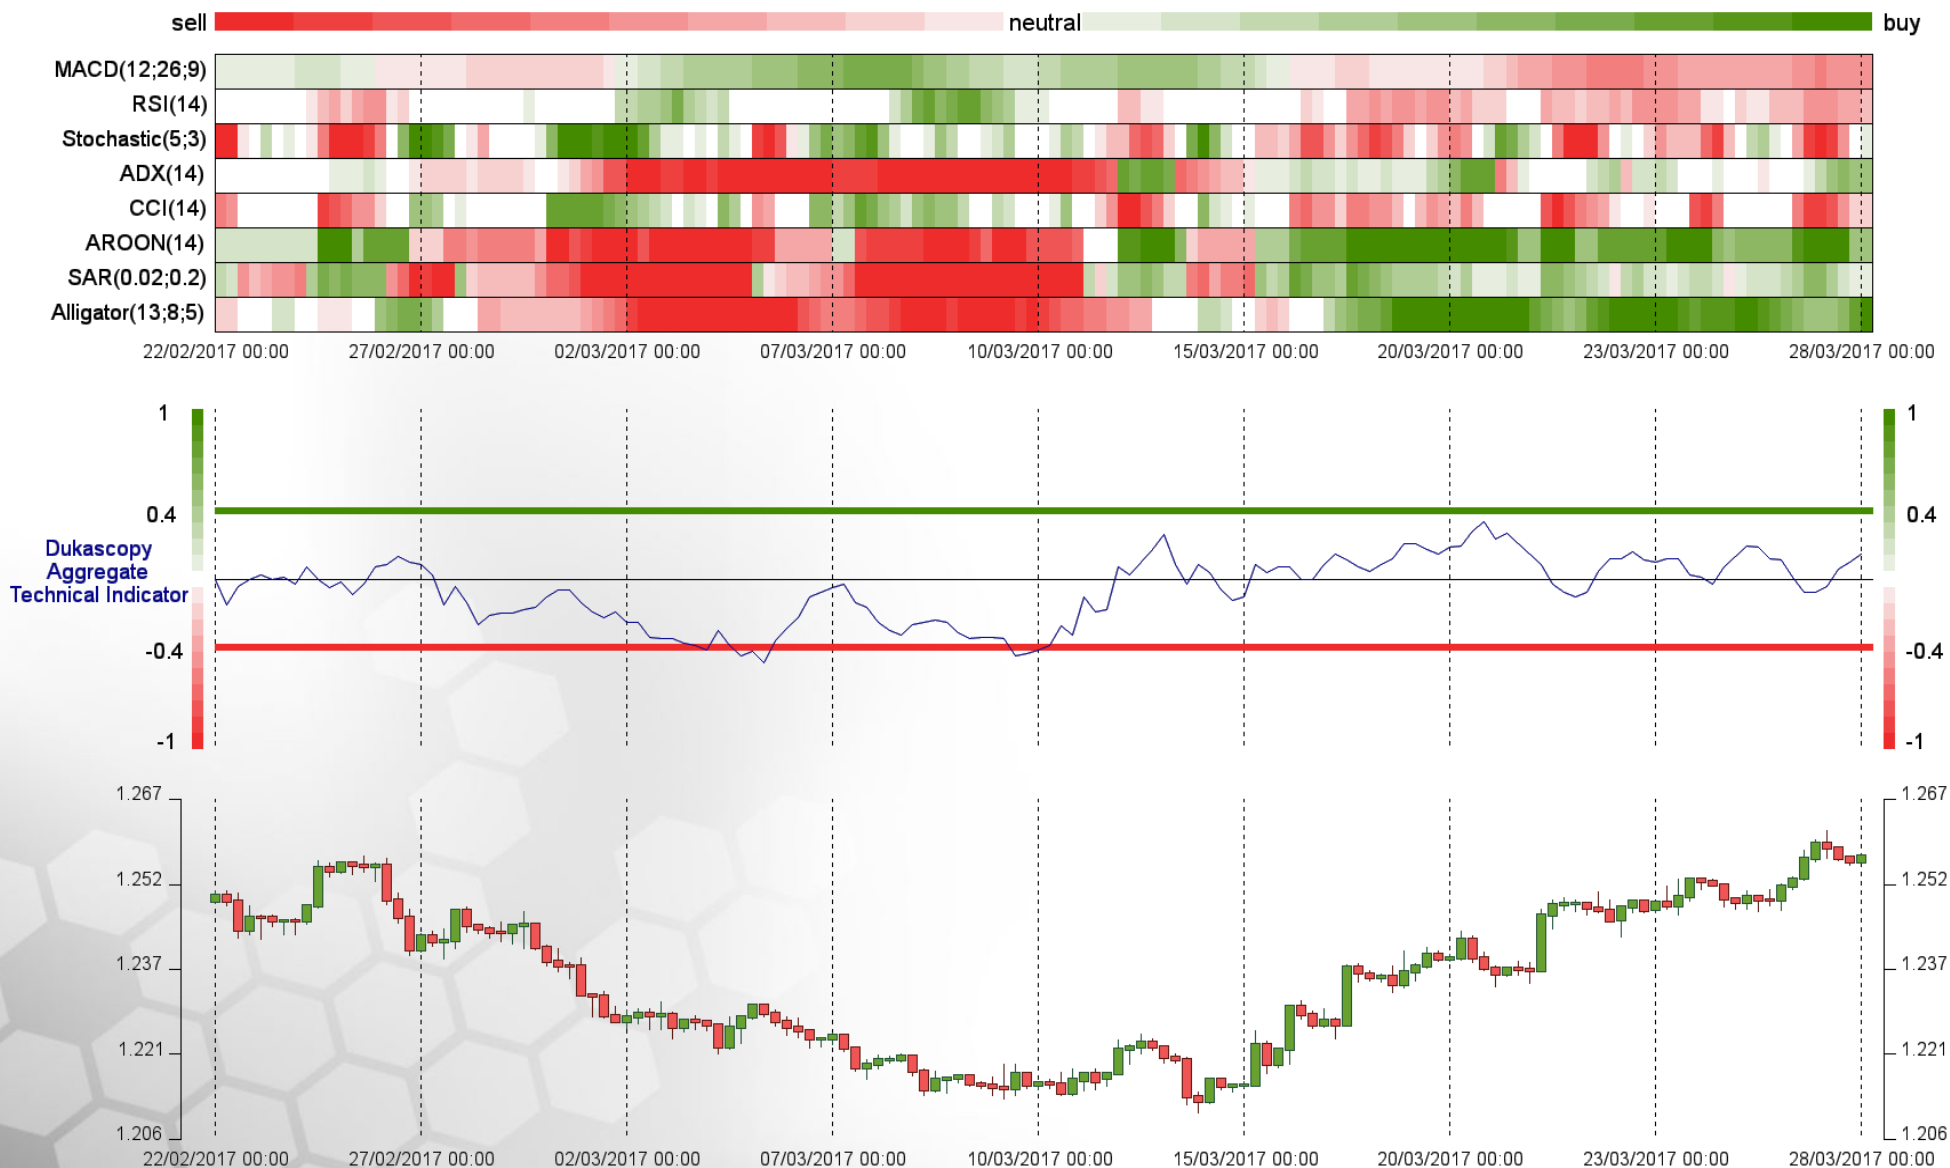 sell neutral buy
MACD(12;26;9)
RSI(14)
Stochastic(5;3)
ADX(14)
CCI(14)
AROON(14)
SAR(0.02;0.2)
Alligator(13;8;5)
22/02/2017 00:00 27/02/2017 00:00 02/03/2017 00:00 07/03/2017 00:00 10/03/2017 00:00 15/03/2017 00:00 20/03/2017 00:00 23/03/2017 00:00 28/03/2017 00:00
1 1
0.4 0.4
Dukascopy
Aggregate
Technical Indicator
-0.4 -0.4
-1 -1
1.267 1.267
1.252 1.252
1.237 1.237
1.221 1.221
1.206 1.206
22/02/2017 00:00 27/02/2017 00:00 02/03/2017 00:00 07/03/2017 00:00 10/03/2017 00:00 15/03/2017 00:00 20/03/2017 00:00 23/03/2017 00:00 28/03/2017 00:00